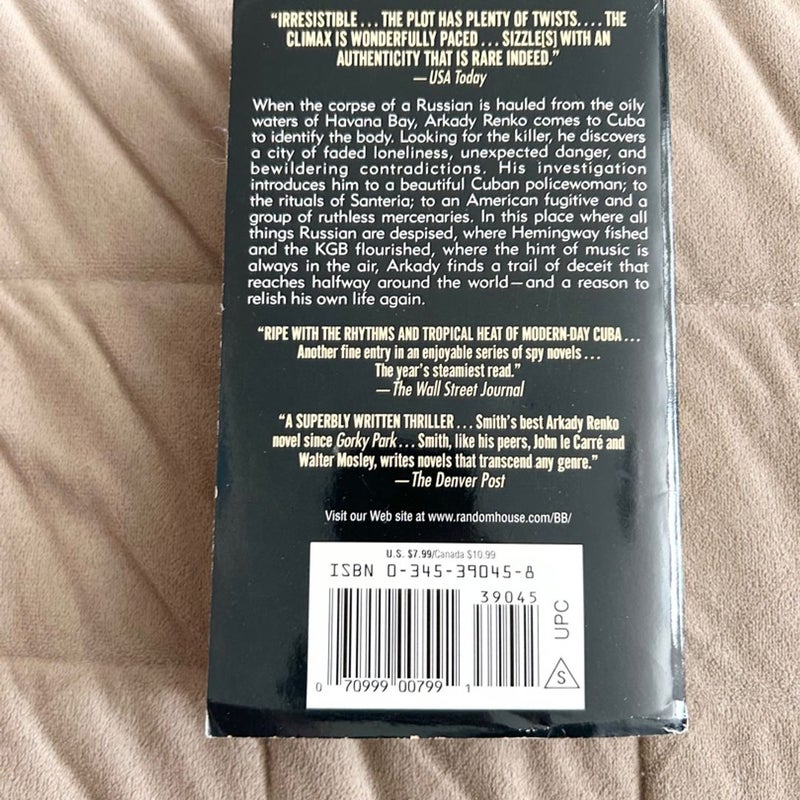 “IRRESISTIBLE . . . THE PLOT HAS PLENTY OF TWISTS. . . . THE
CLIMAX IS WONDERFULLY PACED . . . SIZZLE[S] WITH AN
AUTHENTICITY THAT IS RARE INDEED.”
—USA Today
When the corpse of a Russian is hauled from the oily
waters of Havana Bay, Arkady Renko comes to Cuba
to identify the body. Looking for the killer, he discovers
a city of faded loneliness, unexpected danger, and
bewildering contradictions. His investigation
introduces him to a beautiful Cuban policewoman; to
the rituals of Santeria; to an American fugitive and a
group of ruthless mercenaries. In this place where all
things Russian are despised, where Hemingway fished
and the KGB flourished, where the hint of music is
always in the air, Arkady finds a trail of deceit that
reaches halfway around the world—and a reason to
relish his own life again.
“RIPE WITH THE RHYTHMS AND TROPICAL HEAT OF MODERN-DAY CUBA . . .
Another fine entry in an enjoyable series of spy novels . . .
The year's steamiest read.”
—The Wall Street Journal
“A SUPERBLY WRITTEN THRILLER . . . Smith's best Arkady Renko
novel since Gorky Park . . . Smith, like his peers, John le Carré and
Walter Mosley, writes novels that transcend any genre.”
—The Denver Post
Visit our Web site at www.randomhouse.com/BB/
U.S. $7.99/Canada $10.99
ISBN 0-345-39045-8
39045
UPC
S
0 70999 00799 1